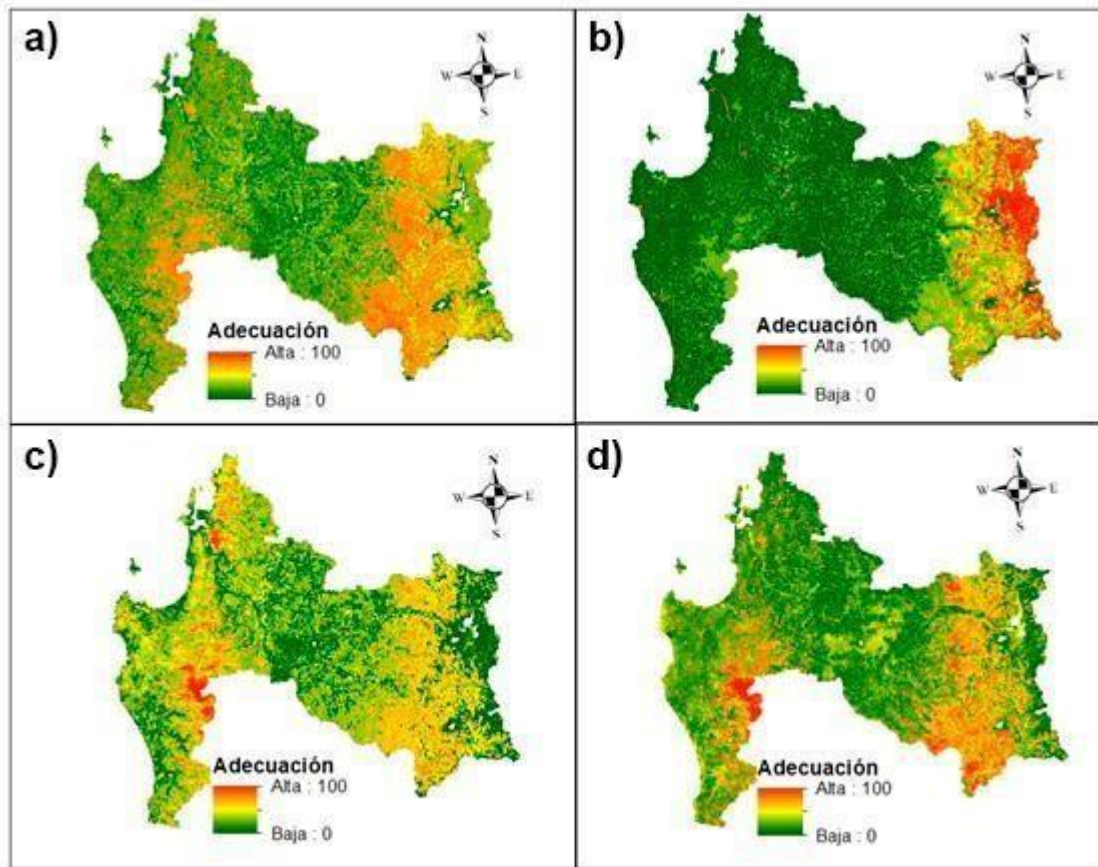 a)
N
W E
S
Adecuación
Alta : 100
Baja : 0
b)
N
W E
S
Adecuación
Alta : 100
Baja : 0
c)
N
W E
S
Adecuación
Alta : 100
Baja : 0
d)
N
W E
S
Adecuación
Alta : 100
Baja : 0